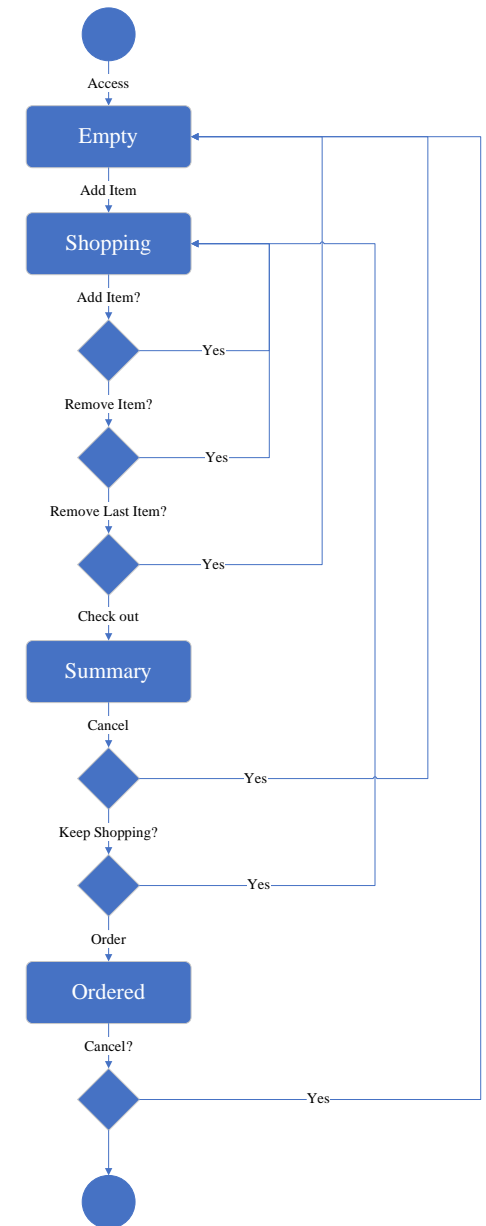 Access
Empty
Add Item
Shopping
Add Item?
Yes
Remove Item?
Yes
Remove Last Item?
Yes
Check out
Summary
Cancel
Yes
Keep Shopping?
Yes
Order
Ordered
Cancel?
Yes